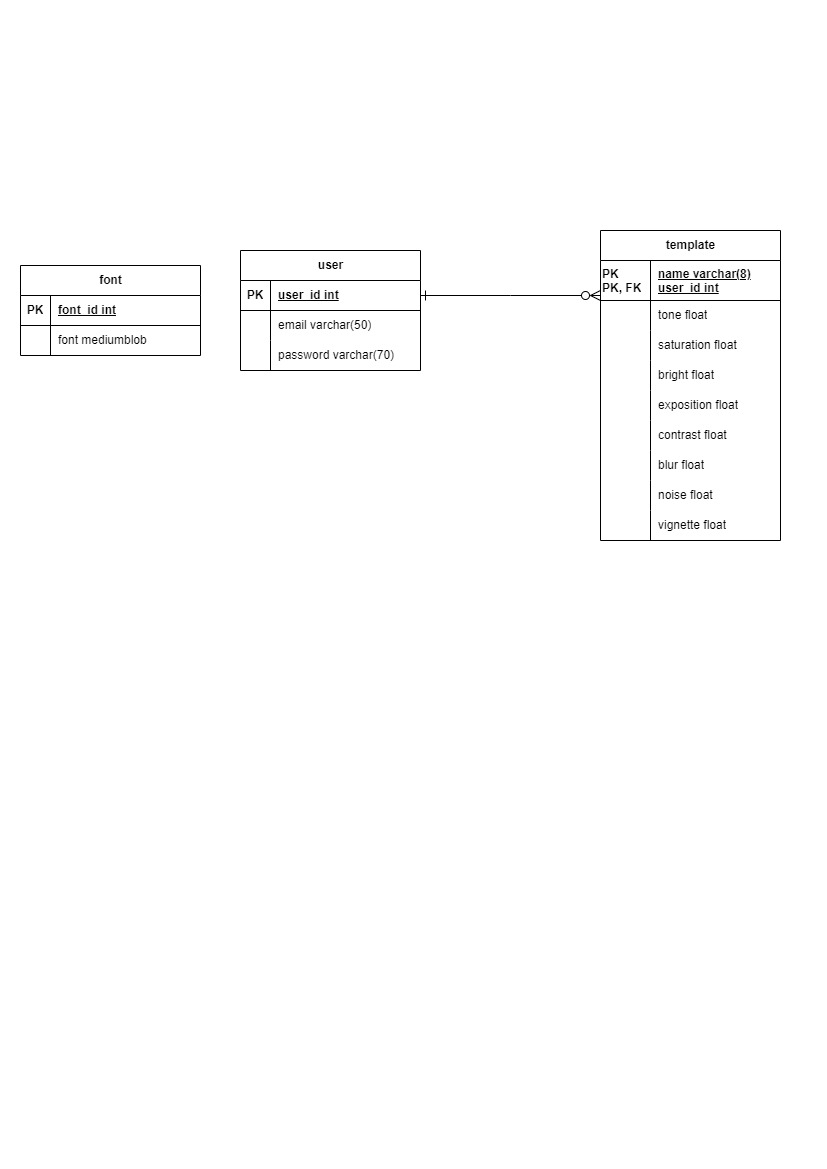 font
PK font_id int
font mediumblob
user
PK user_id int
email varchar(50)
password varchar(70)
template
PK name varchar(8)
PK, FK user_id int
tone float
saturation float
bright float
exposition float
contrast float
blur float
noise float
vignette float